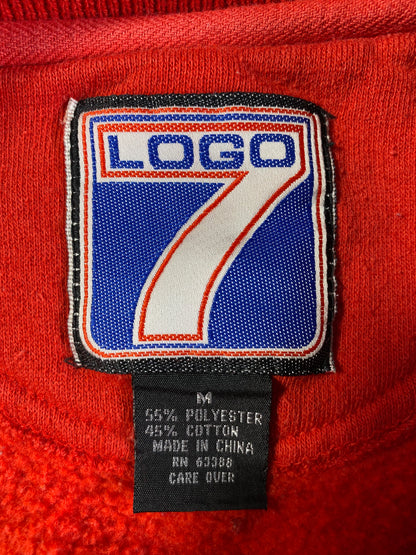 LOGO
7
M
55% POLYESTER
45% COTTON
MADE IN CHINA
RN 63388
CARE OVER